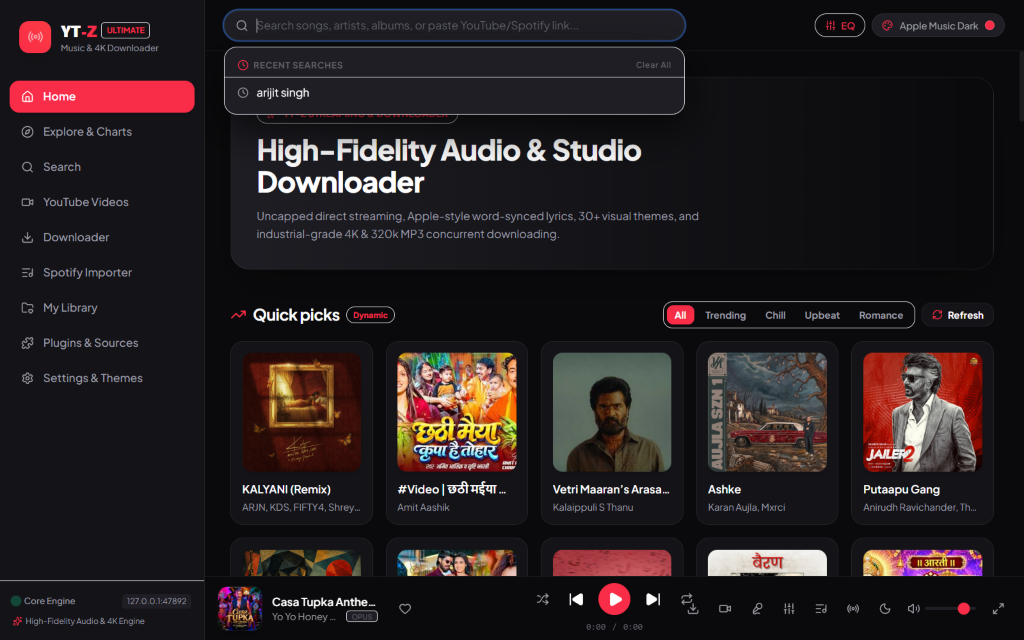 YT-Z ULTIMATE
Music & 4K Downloader
Home
Explore & Charts
Search
YouTube Videos
Downloader
Spotify Importer
My Library
Plugins & Sources
Settings & Themes
Core Engine 127.0.0.1:47892
High-Fidelity Audio & 4K Engine
Search songs, artists, albums, or paste YouTube/Spotify link...
EQ
Apple Music Dark
RECENT SEARCHES Clear All
arijit singh
High-Fidelity Audio & Studio
Downloader
Uncapped direct streaming, Apple-style word-synced lyrics, 30+ visual themes, and
industrial-grade 4K & 320k MP3 concurrent downloading.
Quick picks Dynamic
All Trending Chill Upbeat Romance Refresh
छठी मैया
कृपा है तोहार
AUJLA SZN 1
JAILER 2
KALYANI (Remix)
ARJN, KDS, FIFTY4, Shrey...
#Video | छठी मईया ...
Amit Aashik
Vetri Maaran's Arasa...
Kalaippuli S Thanu
Ashke
Karan Aujla, Mxrci
Putaapu Gang
Anirudh Ravichander, Th...
बैरण
॥ आरती ॥
Casa Tupka Anthe...
Yo Yo Honey ... OPUS
0:00 / 0:00